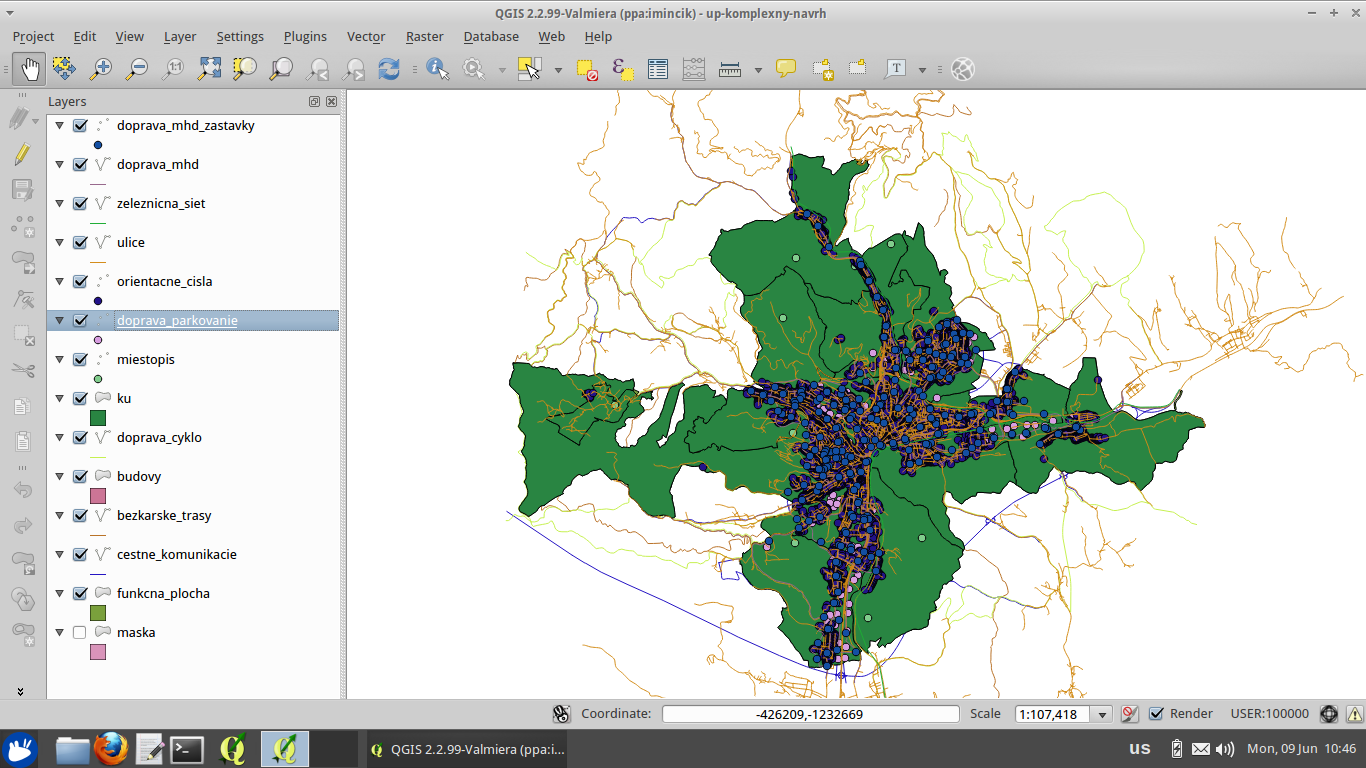 QGIS 2.2.99-Valmiera (ppa:imincik) - up-komplexny-navrh
Project Edit View Layer Settings Plugins Vector Raster Database Web Help
1:1
ε
T
Layers
doprava_mhd_zastavky
doprava_mhd
zeleznicna_siet
ulice
orientacne_cisla
doprava_parkovanie
miestopis
ku
doprava_cyklo
budovy
bezkarske_trasy
cestne_komunikacie
funkcna_plocha
maska
Coordinate: -426209,-1232669 Scale 1:107,418 Render USER:100000
QGIS 2.2.99-Valmiera (ppa:i... us Mon, 09 Jun 10:46